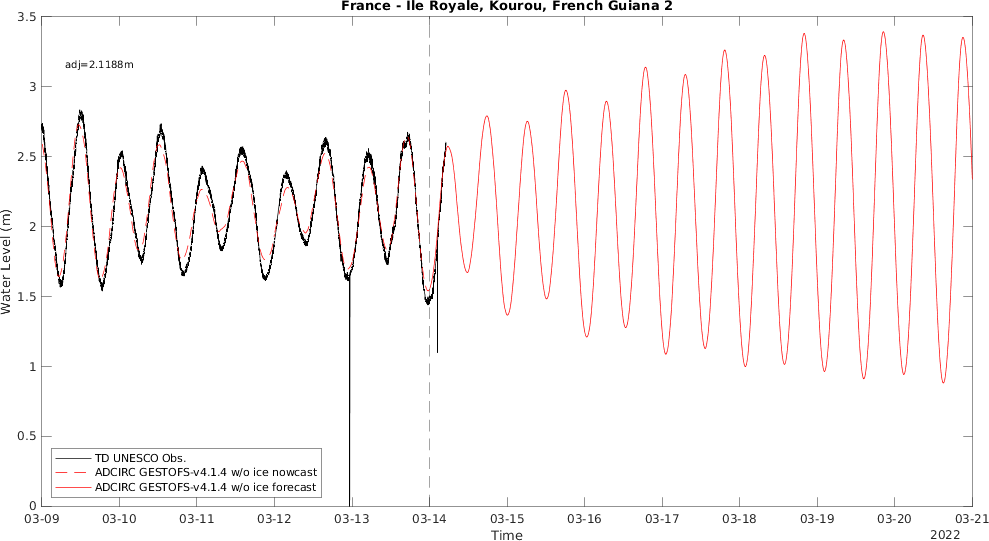 France - Ile Royale, Kourou, French Guiana 2
3.5
adj=2.1188m
3
2.5
2
1.5
1
0.5
0
Water Level (m)
TD UNESCO Obs.
ADCIRC GESTOFS-v4.1.4 w/o ice nowcast
ADCIRC GESTOFS-v4.1.4 w/o ice forecast
03-09 03-10 03-11 03-12 03-13 03-14 03-15 03-16 03-17 03-18 03-19 03-20 03-21
Time
2022